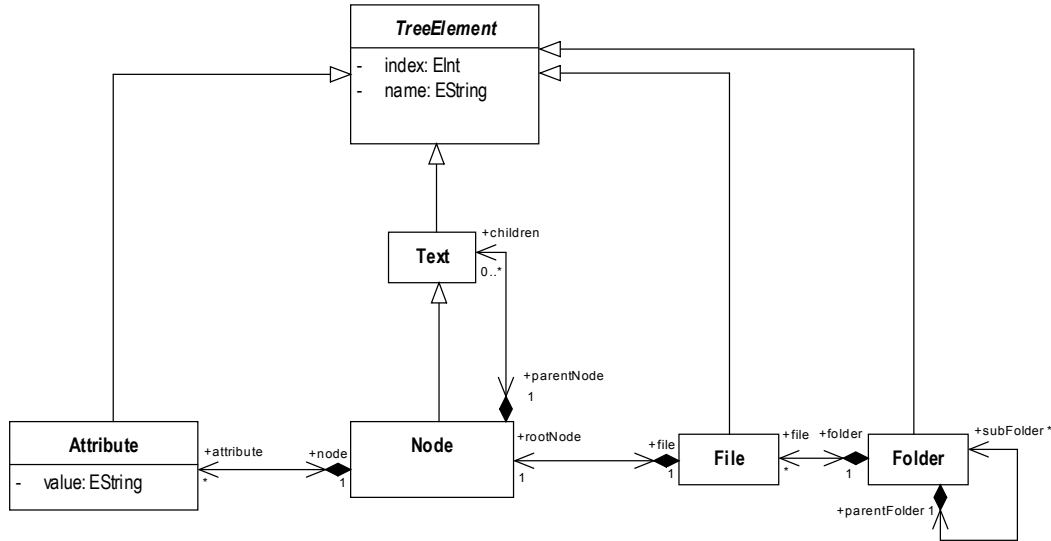 TreeElement
- index: EInt
- name: EString
+children
Text
0..*
+parentNode
1
Attribute
- value: EString
+attribute
*
+node
1
Node
+rootNode
1
+file
1
File
+file
*
+folder
1
Folder
+subFolder *
+parentFolder 1